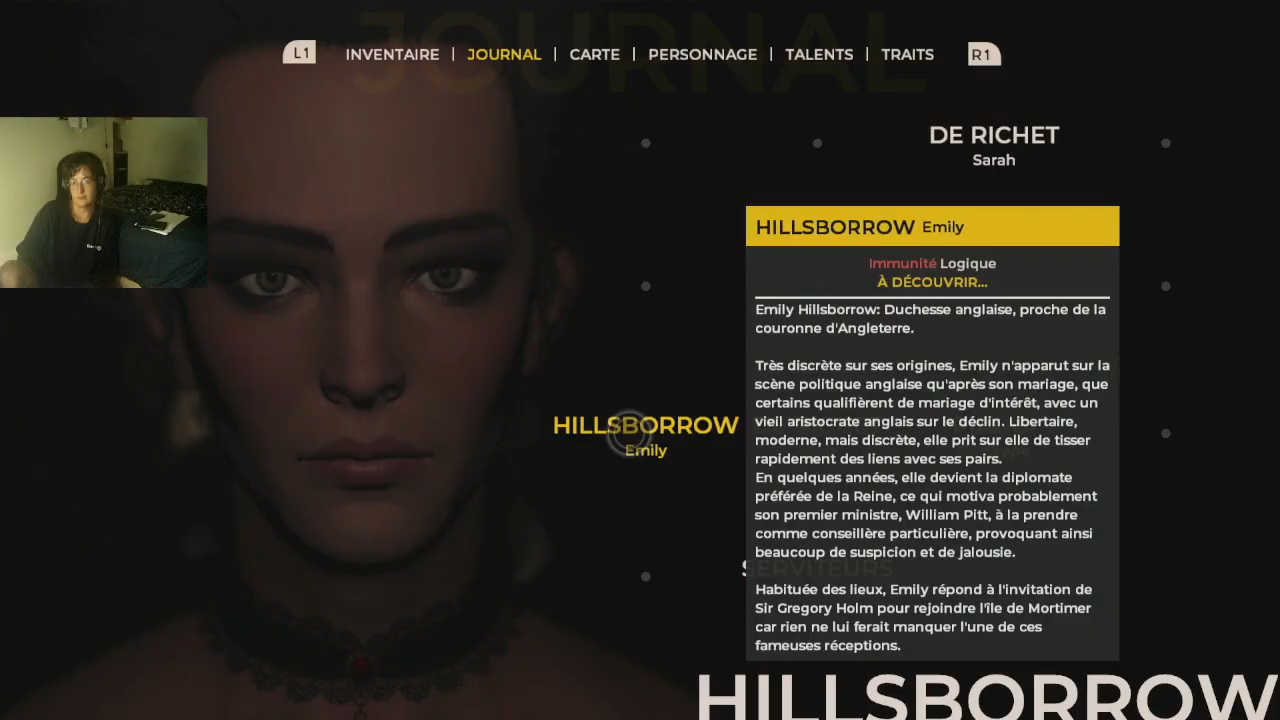 JOURNAL
L1 INVENTAIRE | JOURNAL | CARTE | PERSONNAGE | TALENTS | TRAITS R1
DE RICHET
Sarah
HILLSBORROW Emily
Immunité Logique
À DÉCOUVRIR...
Emily Hillsborrow: Duchesse anglaise, proche de la
couronne d'Angleterre.
Très discrète sur ses origines, Emily n'apparut sur la
scène politique anglaise qu'après son mariage, que
certains qualifièrent de mariage d'intérêt, avec un
vieil aristocrate anglais sur le déclin. Libertaire,
moderne, mais discrète, elle prit sur elle de tisser
rapidement des liens avec ses pairs.
En quelques années, elle devient la diplomate
préférée de la Reine, ce qui motiva probablement
son premier ministre, William Pitt, à la prendre
comme conseillère particulière, provoquant ainsi
beaucoup de suspicion et de jalousie.
Habituée des lieux, Emily répond à l'invitation de
Sir Gregory Holm pour rejoindre l'île de Mortimer
car rien ne lui ferait manquer l'une de ces
fameuses réceptions.
HILLSBORROW
Emily
SERVITEURS
HILLSBORROW